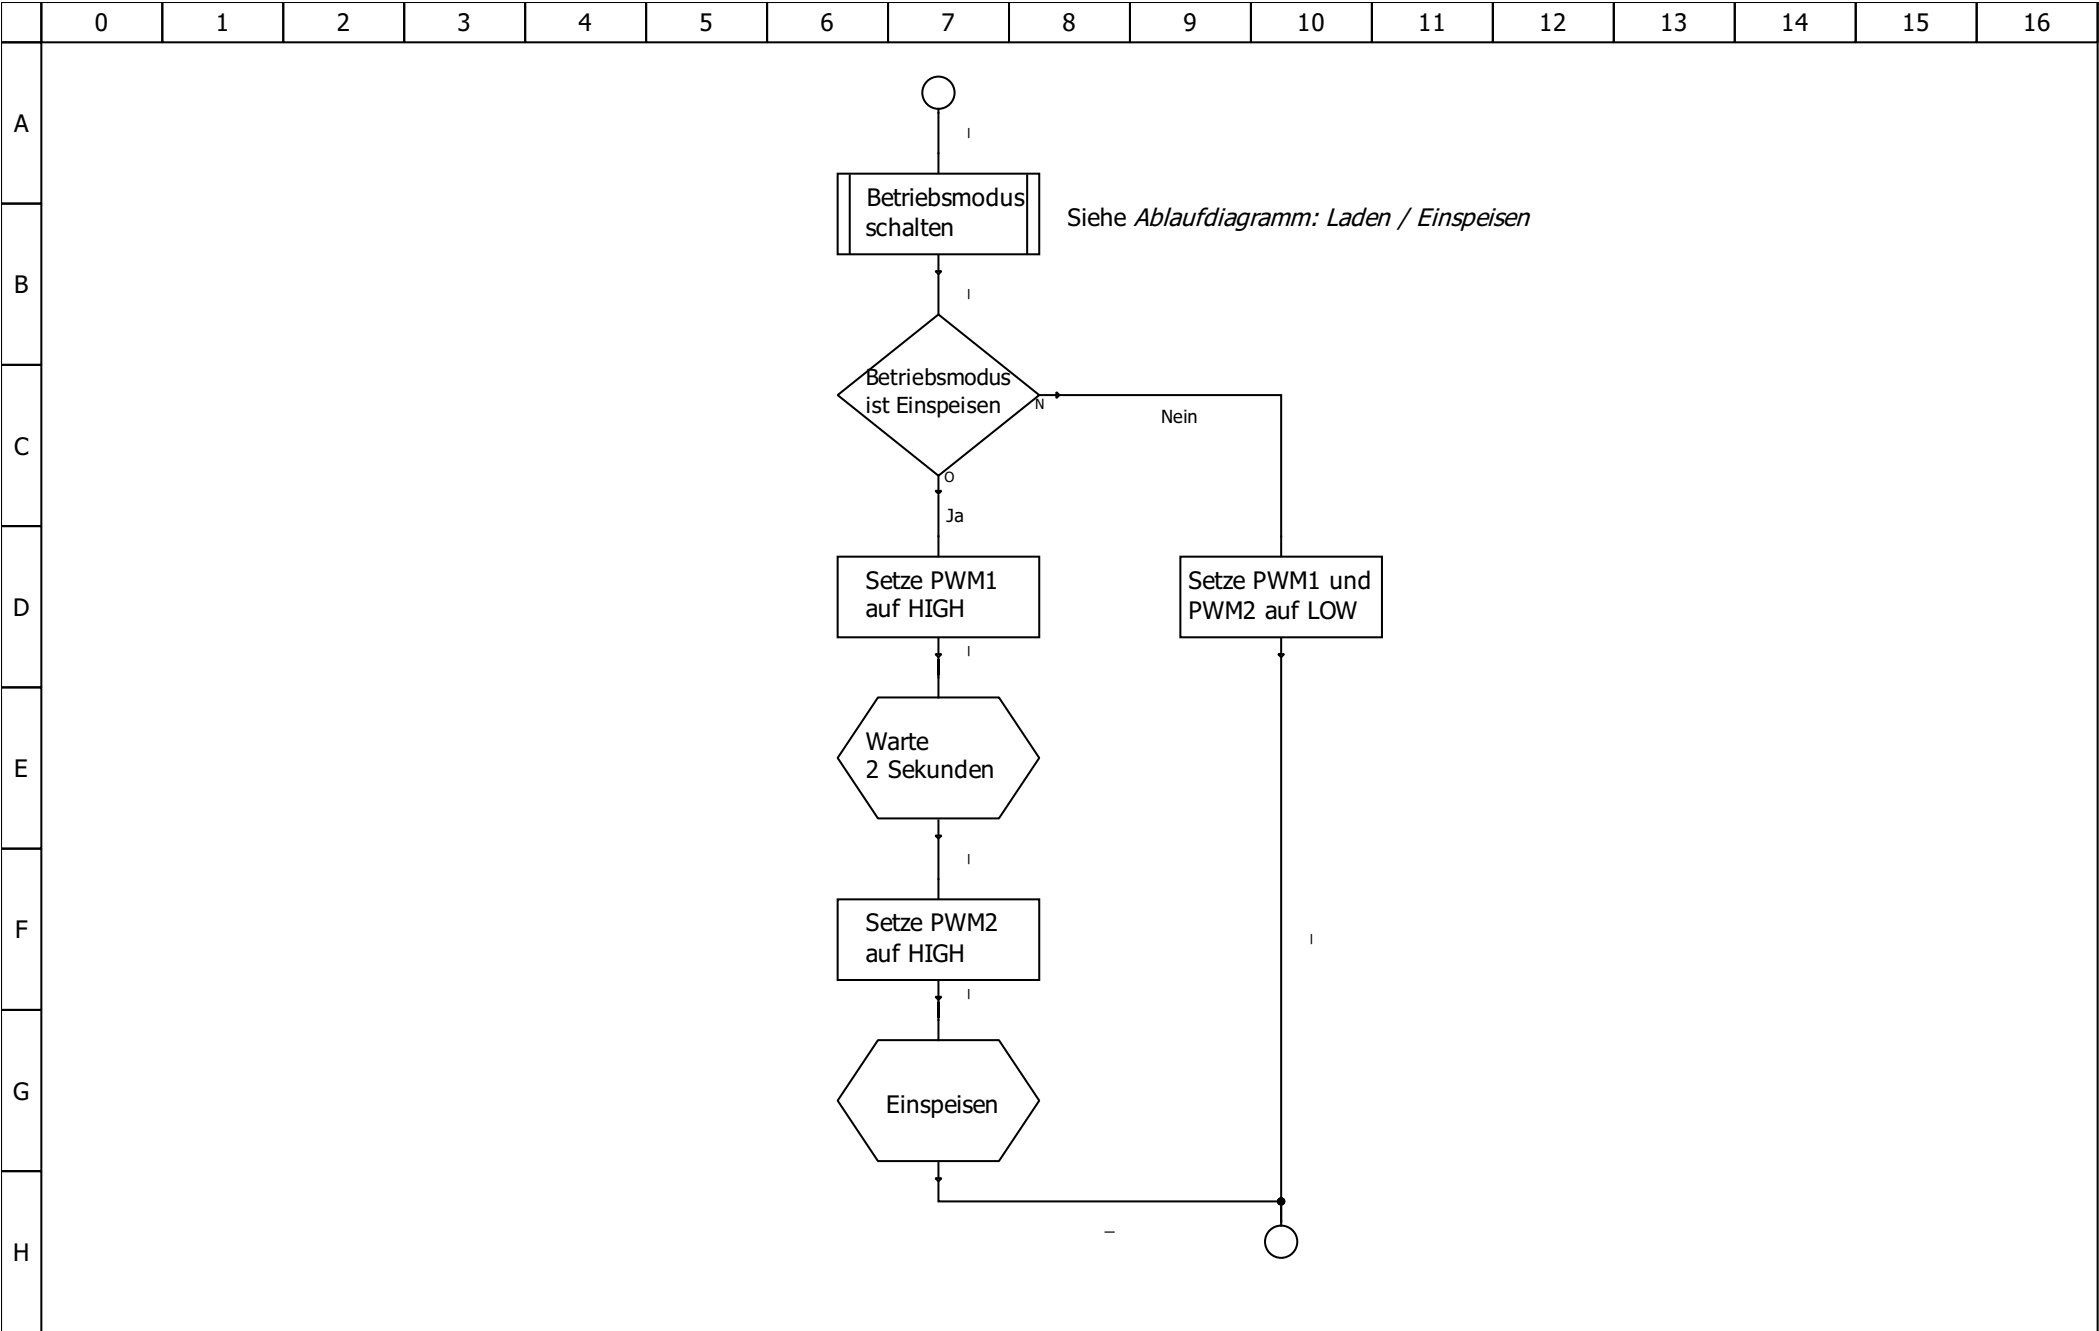 0 1 2 3 4 5 6 7 8 9 10 11 12 13 14 15 16
A
Betriebsmodus
schalten
Siehe Ablaufdiagramm: Laden / Einspeisen
B
Betriebsmodus
ist Einspeisen
N
Nein
C
O
Ja
Setze PWM1
auf HIGH
Setze PWM1 und
PWM2 auf LOW
D
Warte
2 Sekunden
E
Setze PWM2
auf HIGH
F
Einspeisen
G
H